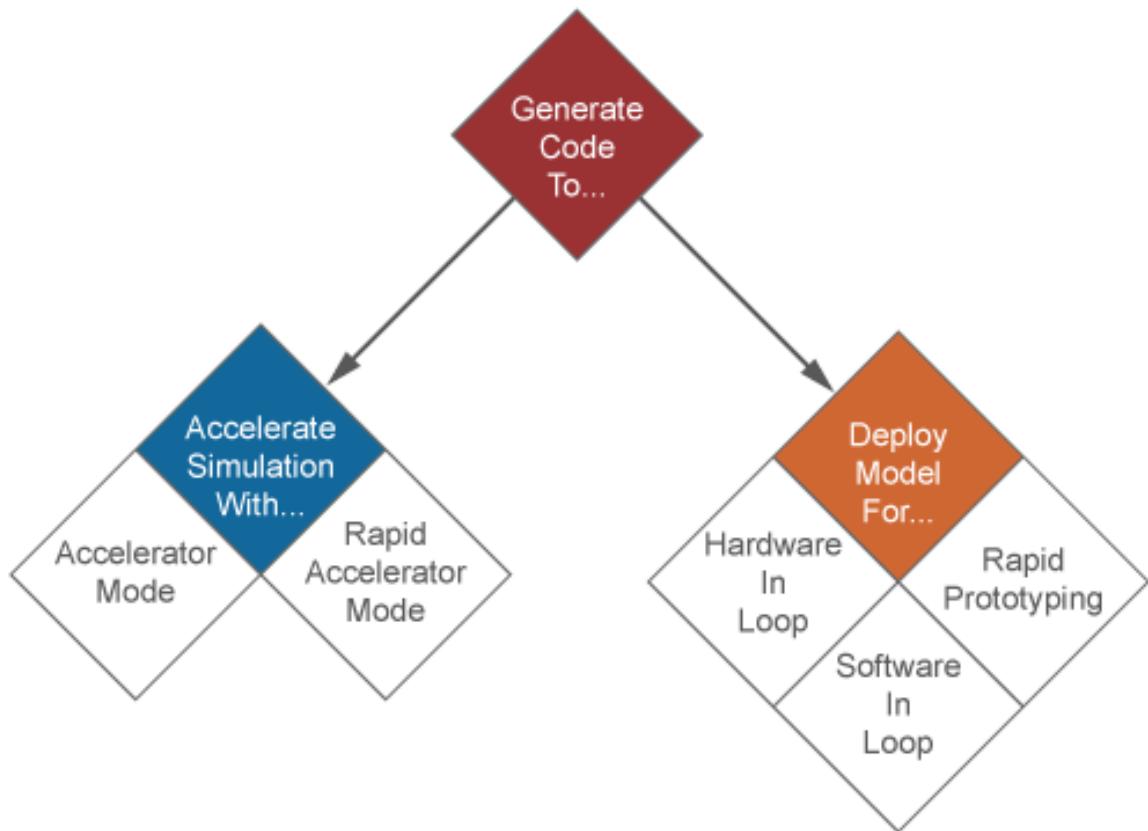 Generate
Code
To...
Accelerate
Simulation
With...
Accelerator
Mode
Rapid
Accelerator
Mode
Deploy
Model
For...
Hardware
In
Loop
Rapid
Prototyping
Software
In
Loop